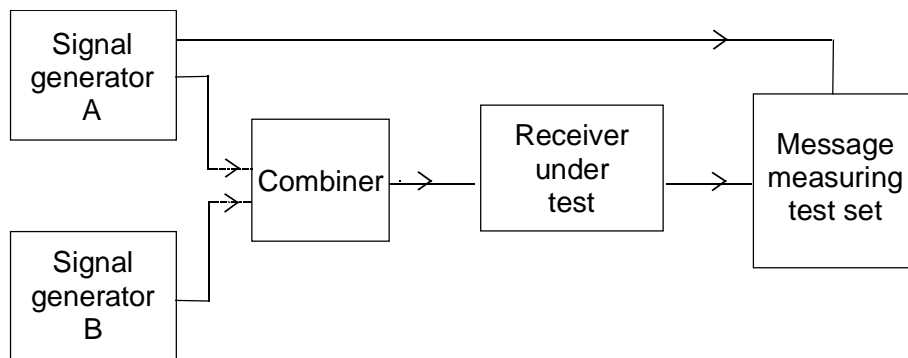 Signal
generator
A
Combiner
Receiver
under
test
Message
measuring
test set
Signal
generator
B